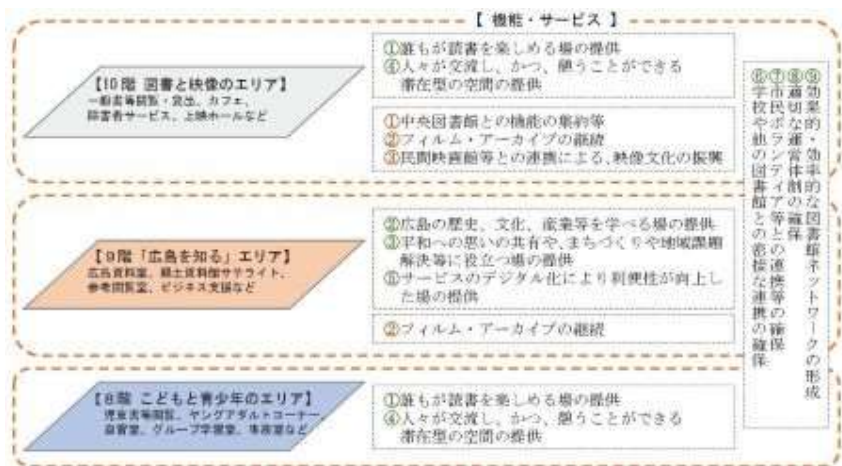 【 機能・サービス 】
【10階 図書と映像のエリア】
一般書等閲覧・貸出、カフェ、
障害者サービス、上映ホールなど
①誰もが読書を楽しめる場の提供
④人々が交流し、かつ、憩うことができる
滞在型の空間の提供
①中央図書館との機能の集約等
②フィルム・アーカイブの継続
③民間映画館等との連携による、映像文化の振興
【9階「広島を知る」エリア】
広島資料室、郷土資料館サテライト、
参考閲覧室、ビジネス支援など
②広島の歴史、文化、産業等を学べる場の提供
③平和への思いの共有や、まちづくりや地域課題
解決等に役立つ場の提供
⑤サービスのデジタル化により利便性が向上し
た場の提供
②フィルム・アーカイブの継続
【8階 こどもと青少年のエリア】
児童書等閲覧、ヤングアダルトコーナー、
自習室、グループ学習室、事務室など
①誰もが読書を楽しめる場の提供
④人々が交流し、かつ、憩うことができる
滞在型の空間の提供
⑨効果的・効率的な図書館ネットワークの形成
⑧適切な運営体制の確保
⑦市民ボランティア等との連携等の確保
⑥学校や他の図書館との密接な連携の確保